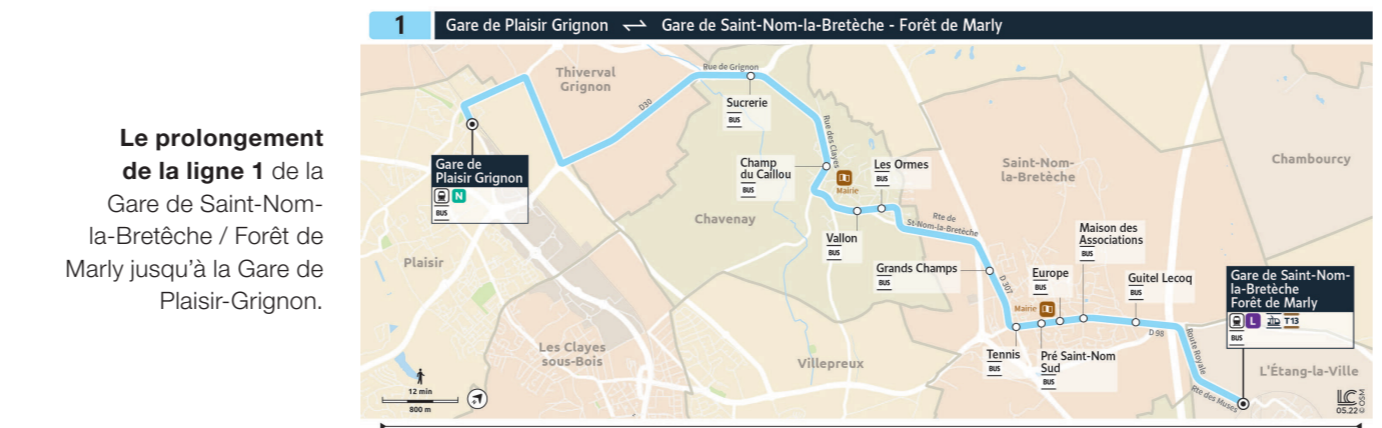 Le prolongement
de la ligne 1 de la
Gare de Saint-Nom-
la-Bretêche / Forêt de
Marly jusqu'à la Gare de
Plaisir-Grignon.
1 Gare de Plaisir Grignon ⇌ Gare de Saint-Nom-la-Bretèche - Forêt de Marly
Thiverval
Grignon
Rue de Grignon
D30
Sucrerie
BUS
Rue des Clayes
Gare de
Plaisir Grignon
N
BUS
Champ
du Caillou
BUS
Mairie
Les Ormes
BUS
Saint-Nom-
la-Bretèche
Chambourcy
Chavenay
Vallon
BUS
Rte de
St-Nom-la-Bretèche
Plaisir
Grands Champs
BUS
D 307
Maison des
Associations
BUS
Europe
BUS
Guitel Lecoq
BUS
Gare de Saint-Nom-
la-Bretèche
Forêt de Marly
L T13
BUS
Mairie
D 98
Route Royale
Rte des Muses
Les Clayes
sous-Bois
Villepreux
Tennis
BUS
Pré Saint-Nom
Sud
BUS
L'Étang-la-Ville
12 min
800 m
LC
05.22 © OSM